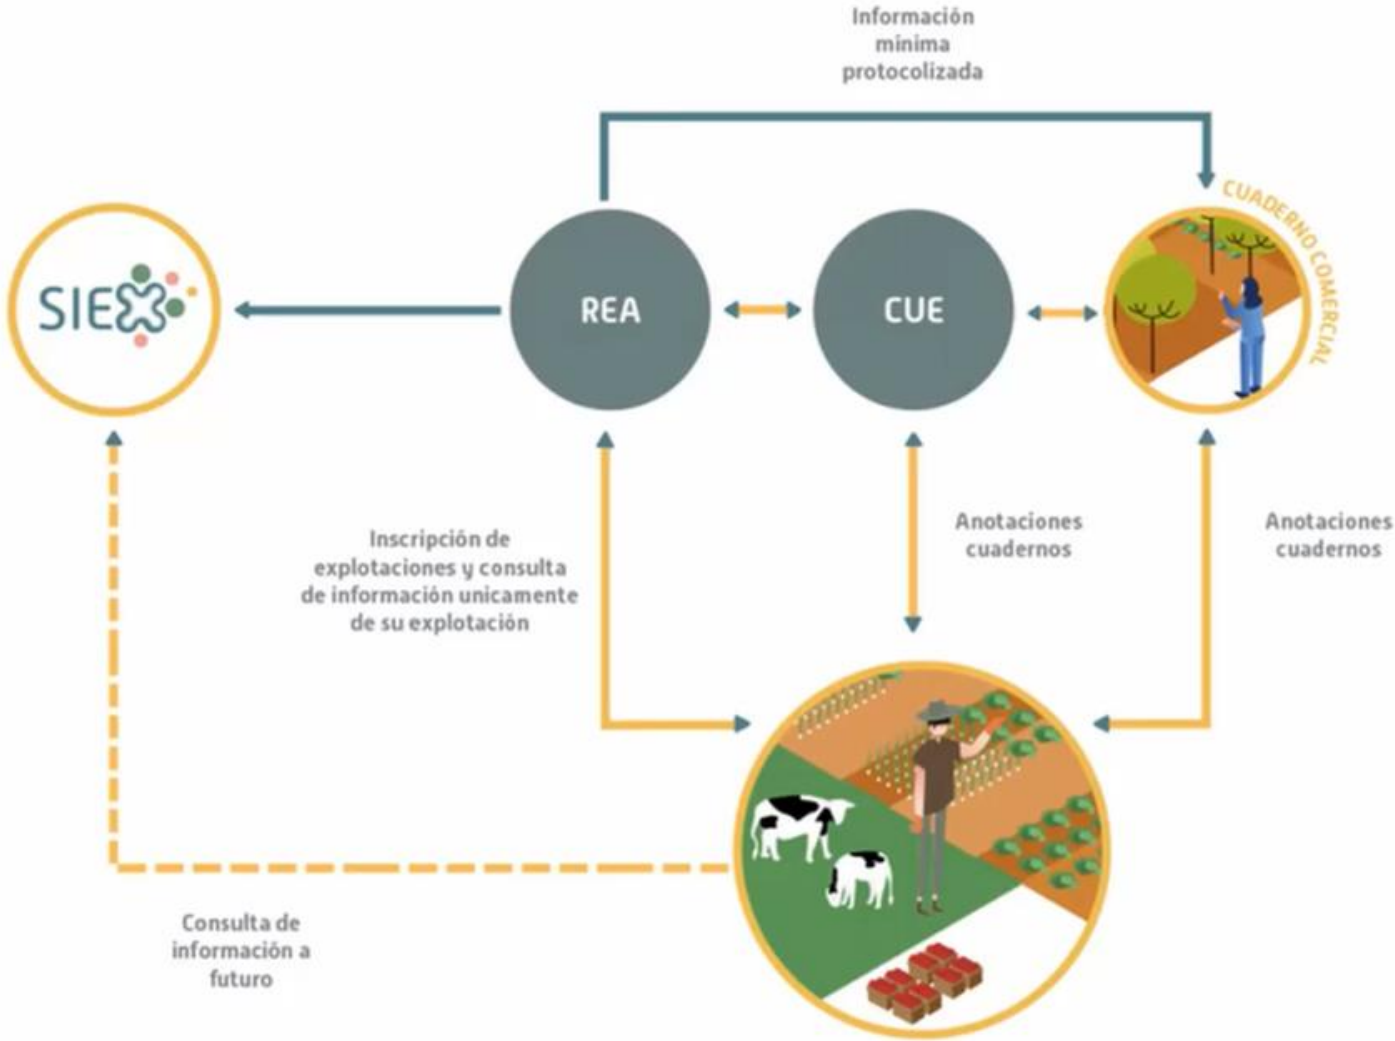 Información
mínima
protocolizada
CUADERNO COMERCIAL
SIEX
REA
CUE
Inscripción de
explotaciones y consulta
de información unicamente
de su explotación
Anotaciones
cuadernos
Anotaciones
cuadernos
Consulta de
información a
futuro